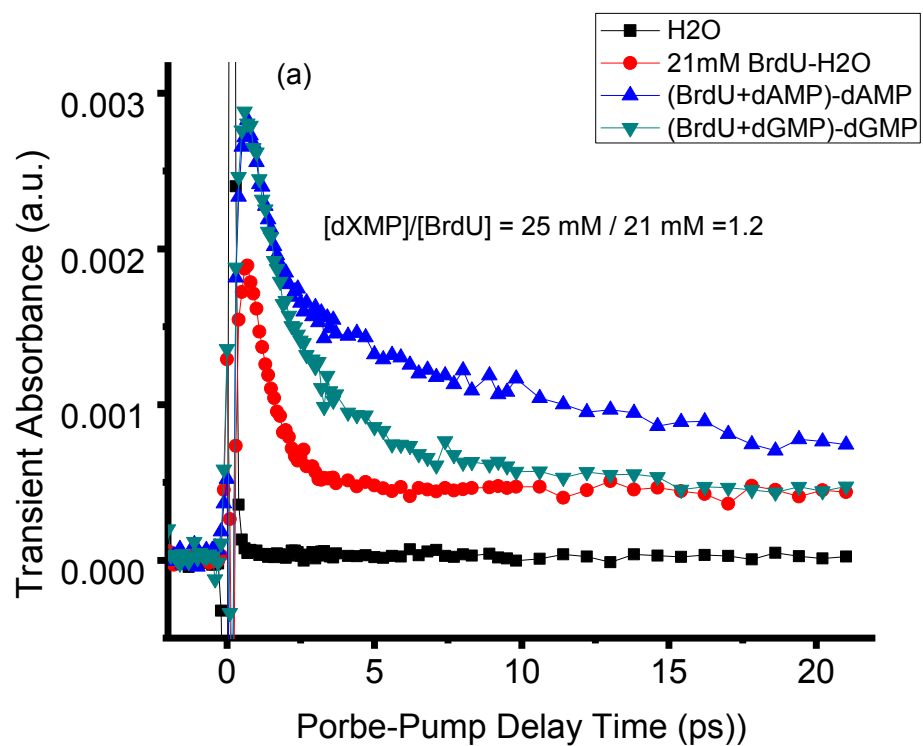 H2O
21mM BrdU-H2O
(BrdU+dAMP)-dAMP
(BrdU+dGMP)-dGMP
(a)
[dXMP]/[BrdU] = 25 mM / 21 mM =1.2
Transient Absorbance (a.u.)
0.003
0.002
0.001
0.000
0 5 10 15 20
Porbe-Pump Delay Time (ps))